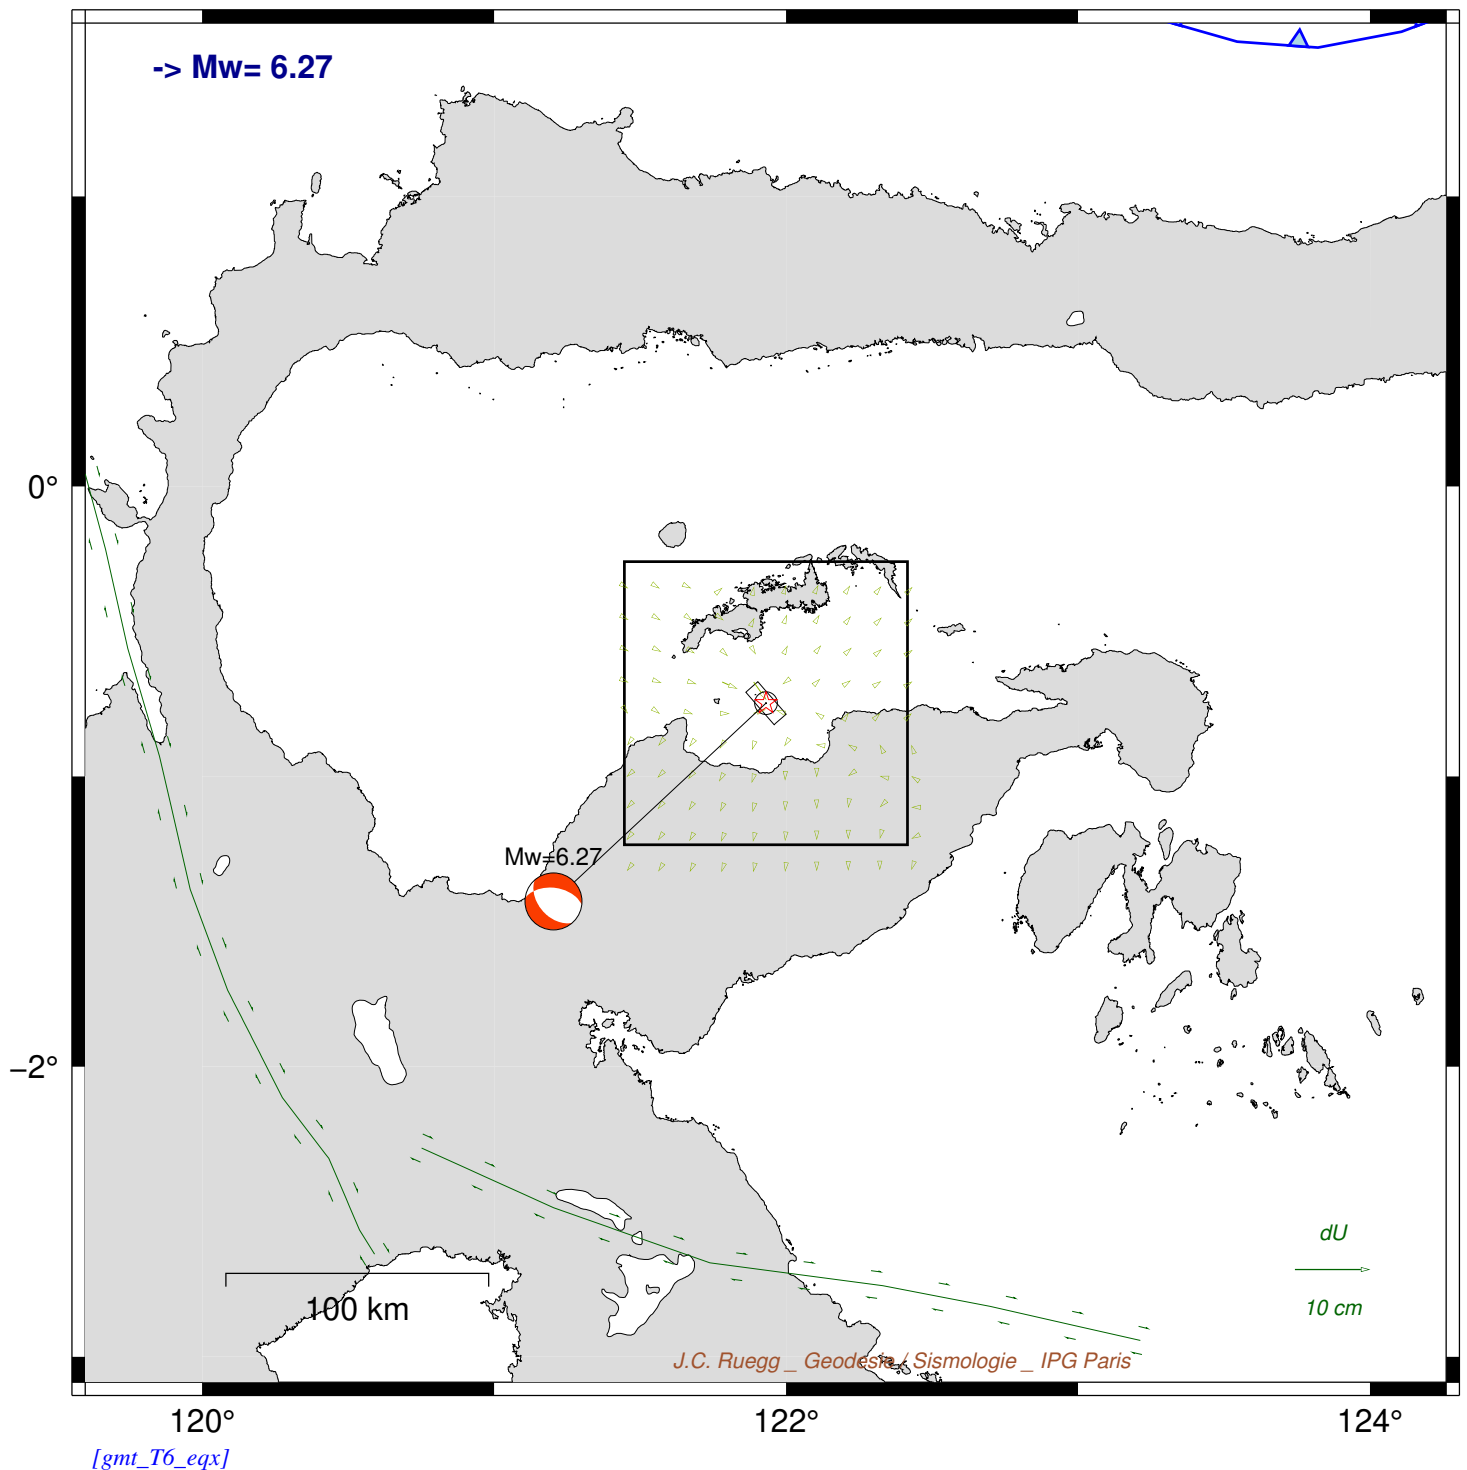 -> Mw= 6.27
0°
Mw=6.27
−2°
dU
10 cm
100 km
J.C. Ruegg _ Geodesie / Sismologie _ IPG Paris
120°
122°
124°
[gmt_T6_eqx]